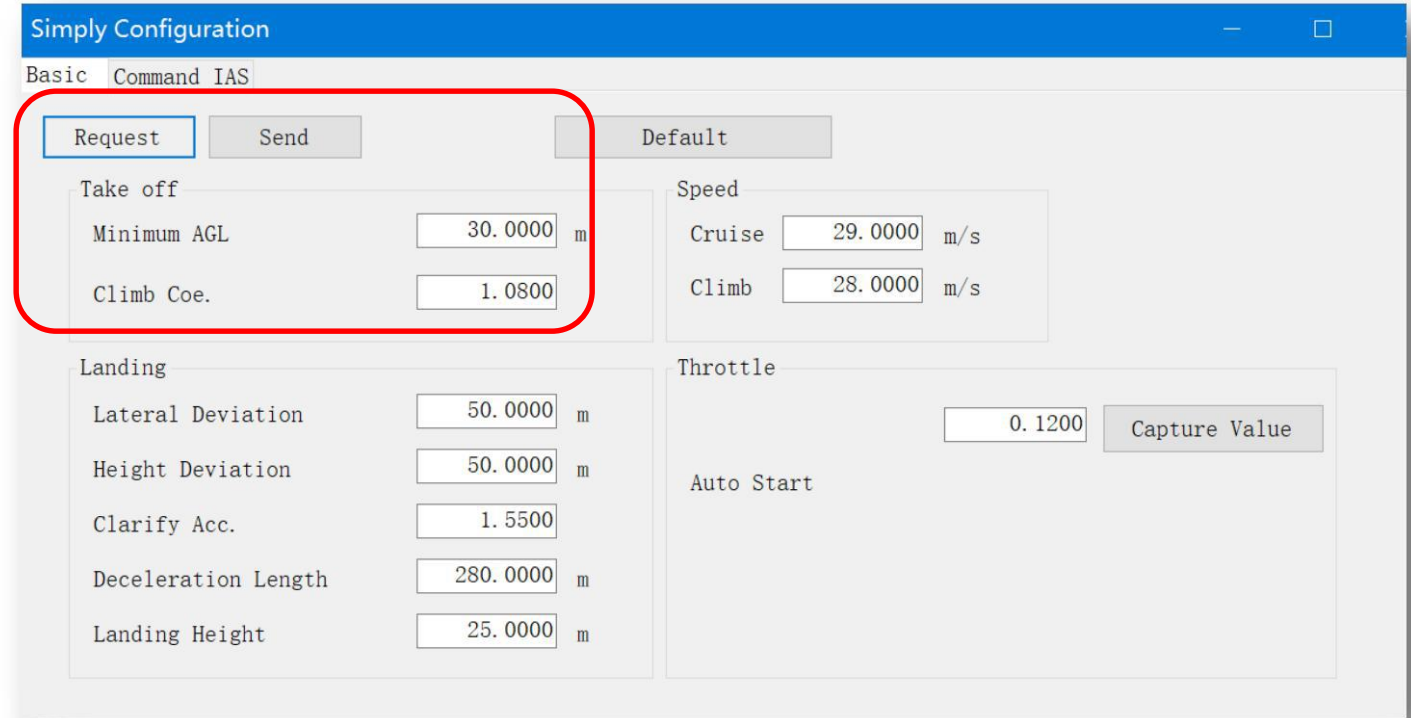 Simply Configuration
Basic Command IAS
Request Send Default
Take off
Minimum AGL 30.0000 m
Climb Coe. 1.0800
Speed
Cruise 29.0000 m/s
Climb 28.0000 m/s
Landing
Lateral Deviation 50.0000 m
Height Deviation 50.0000 m
Clarify Acc. 1.5500
Deceleration Length 280.0000 m
Landing Height 25.0000 m
Throttle
0.1200 Capture Value
Auto Start